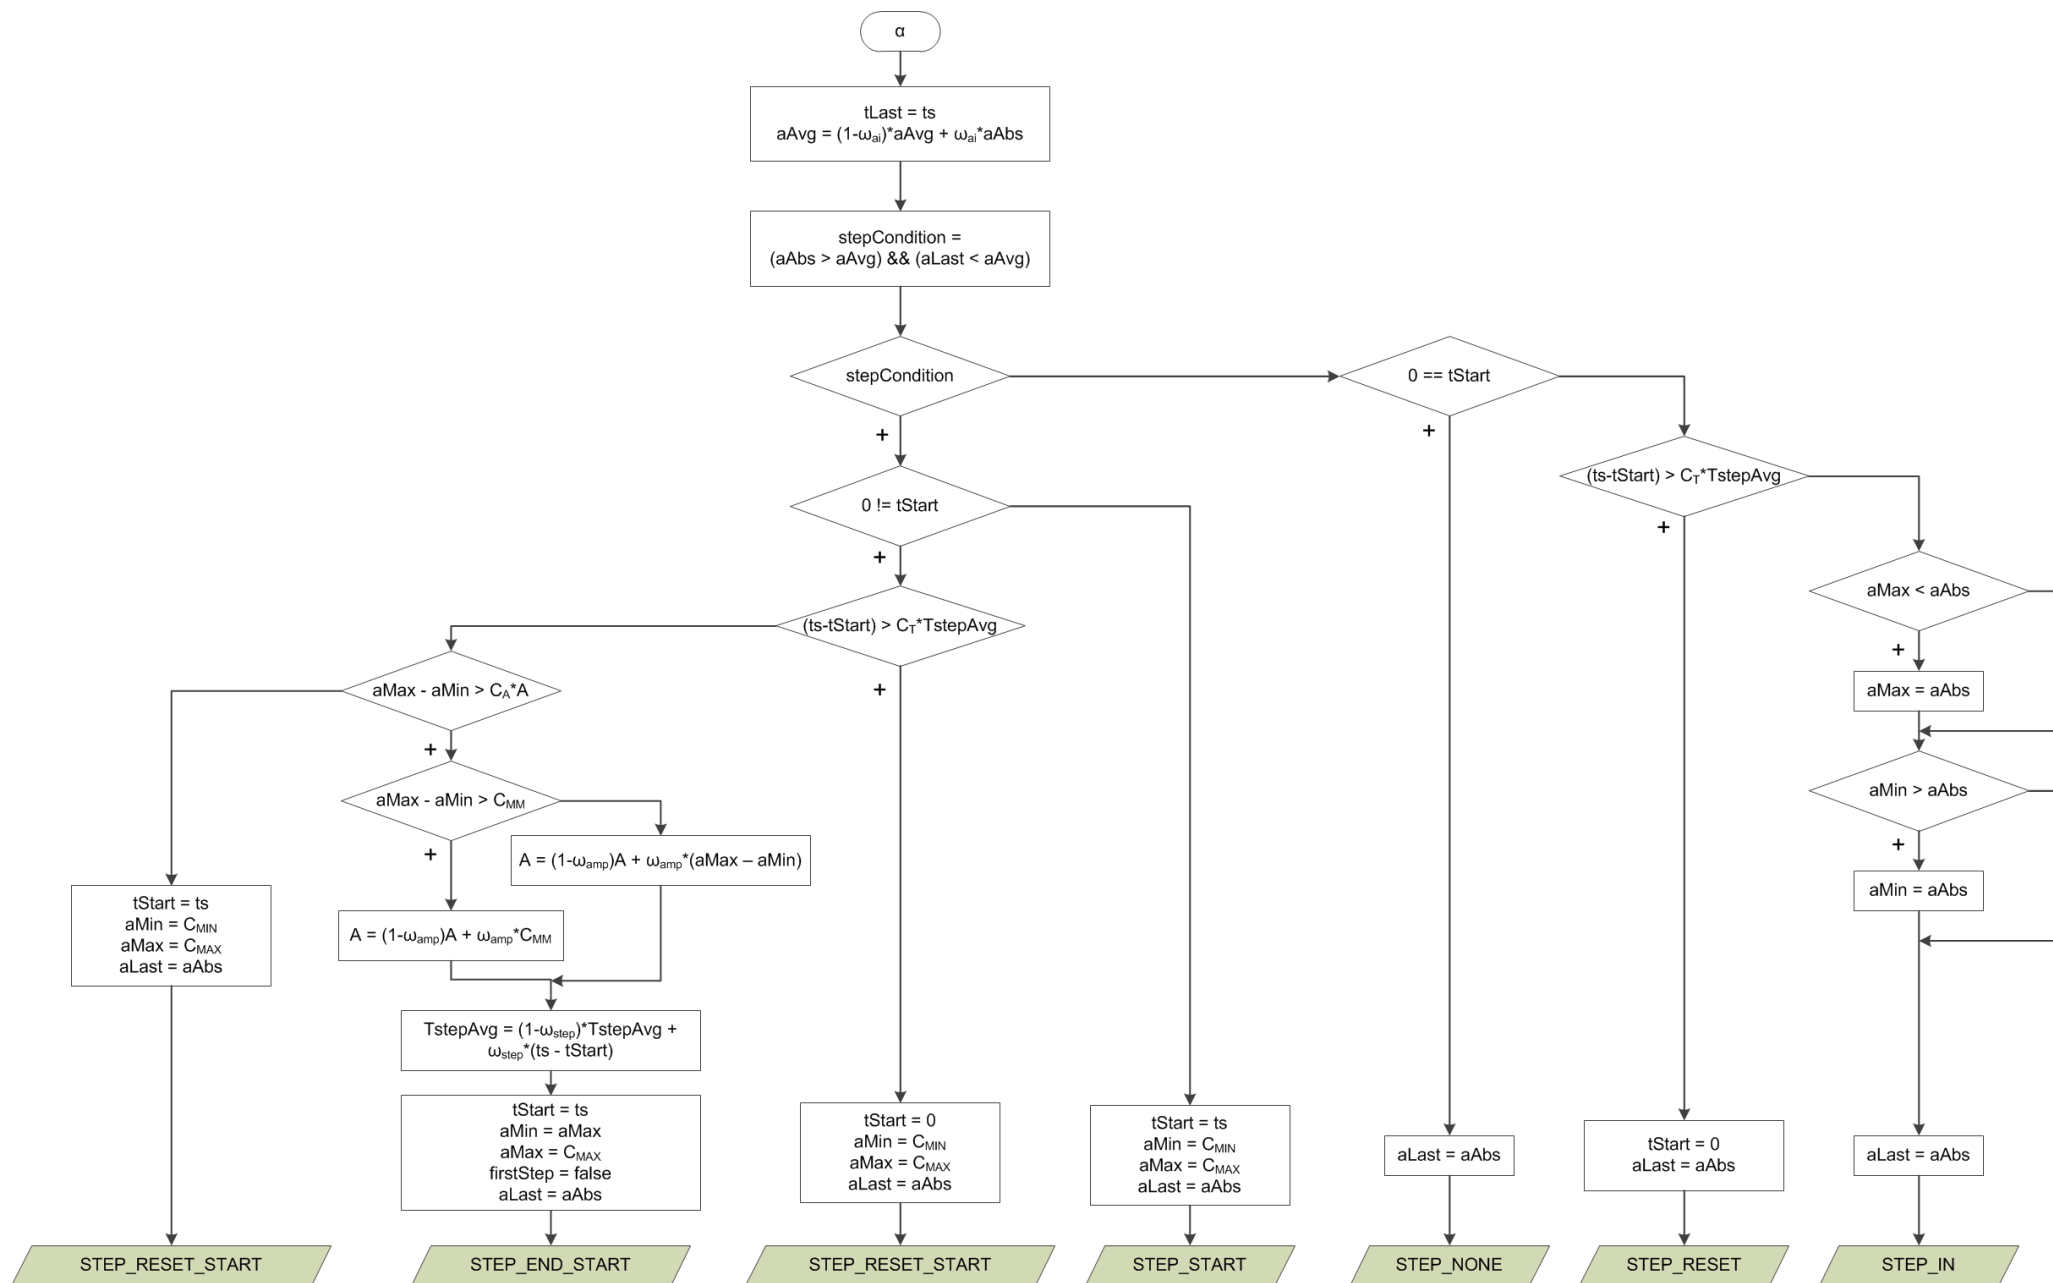 α
tLast = ts
aAvg = (1-ωai)*aAvg + ωai*aAbs
stepCondition =
(aAbs > aAvg) && (aLast < aAvg)
stepCondition
0 == tStart
+
+
(ts-tStart) > CT*TstepAvg
0 != tStart
+
+
aMax < aAbs
(ts-tStart) > CT*TstepAvg
+
aMax - aMin > CA*A
+
aMax = aAbs
+
aMax - aMin > CMM
aMin > aAbs
+
+
A = (1-ωamp)A + ωamp*(aMax – aMin)
aMin = aAbs
tStart = ts
aMin = CMIN
aMax = CMAX
aLast = aAbs
A = (1-ωamp)A + ωamp*CMM
TstepAvg = (1-ωstep)*TstepAvg +
ωstep*(ts - tStart)
tStart = ts
aMin = aMax
aMax = CMAX
firstStep = false
aLast = aAbs
tStart = 0
aMin = CMIN
aMax = CMAX
aLast = aAbs
tStart = ts
aMin = CMIN
aMax = CMAX
aLast = aAbs
aLast = aAbs
tStart = 0
aLast = aAbs
aLast = aAbs
STEP_RESET_START
STEP_END_START
STEP_RESET_START
STEP_START
STEP_NONE
STEP_RESET
STEP_IN